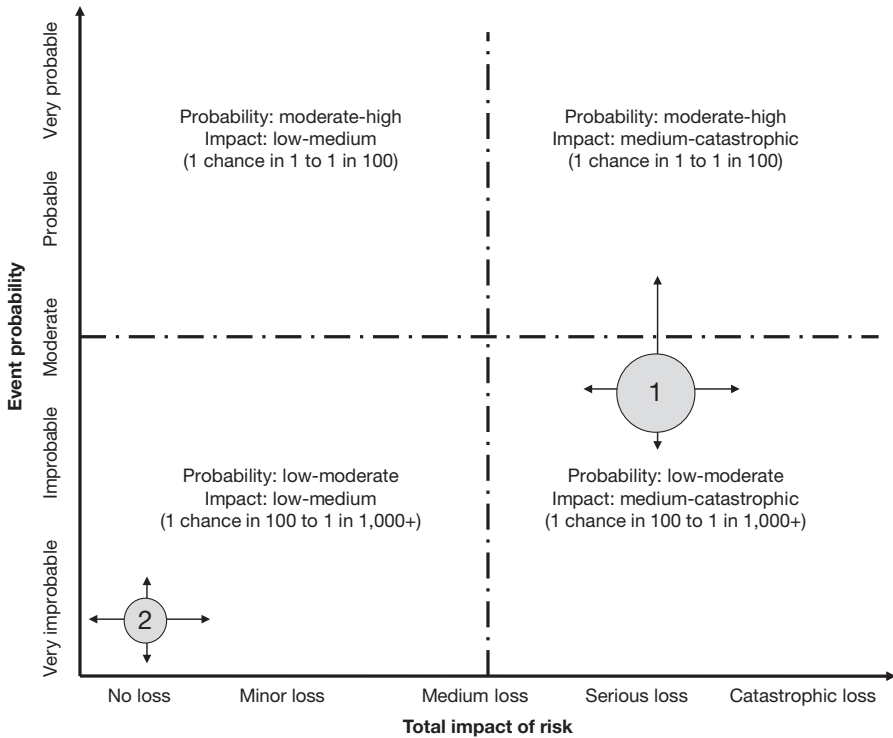 Very probable
Probable
Moderate
Improbable
Very improbable
Event probability
Probability: moderate-high
Impact: low-medium
(1 chance in 1 to 1 in 100)
Probability: moderate-high
Impact: medium-catastrophic
(1 chance in 1 to 1 in 100)
1
Probability: low-moderate
Impact: low-medium
(1 chance in 100 to 1 in 1,000+)
Probability: low-moderate
Impact: medium-catastrophic
(1 chance in 100 to 1 in 1,000+)
2
No loss
Minor loss
Medium loss
Serious loss
Catastrophic loss
Total impact of risk